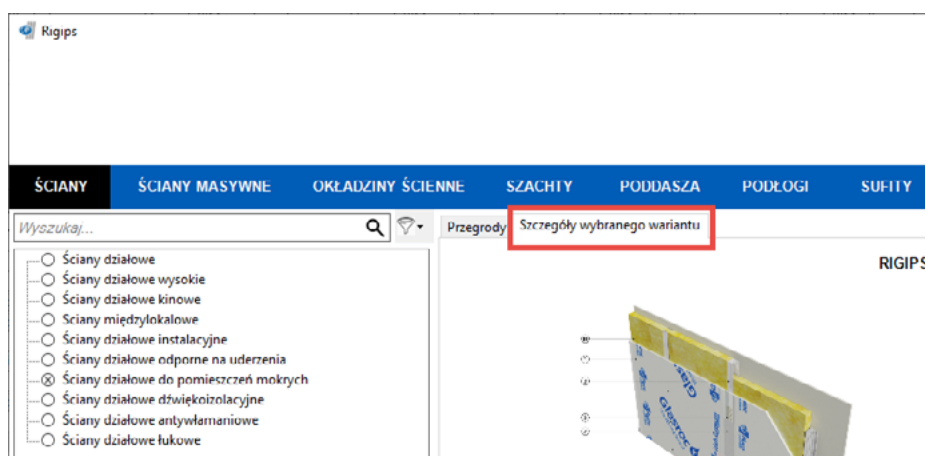 Rigips
ŚCIANY ŚCIANY MASYWNE OKŁADZINY ŚCIENNE SZACHTY PODDASZA PODŁOGI SUFITY
Wyszukaj... Przegrody Szczegóły wybranego wariantu
RIGIPS
Ściany działowe
Ściany działowe wysokie
Ściany działowe kinowe
Ściany międzylokalowe
Ściany działowe instalacyjne
Ściany działowe odporne na uderzenia
Ściany działowe do pomieszczeń mokrych
Ściany działowe dźwiękoizolacyjne
Ściany działowe antywłamaniowe
Ściany działowe łukowe
Glasroc